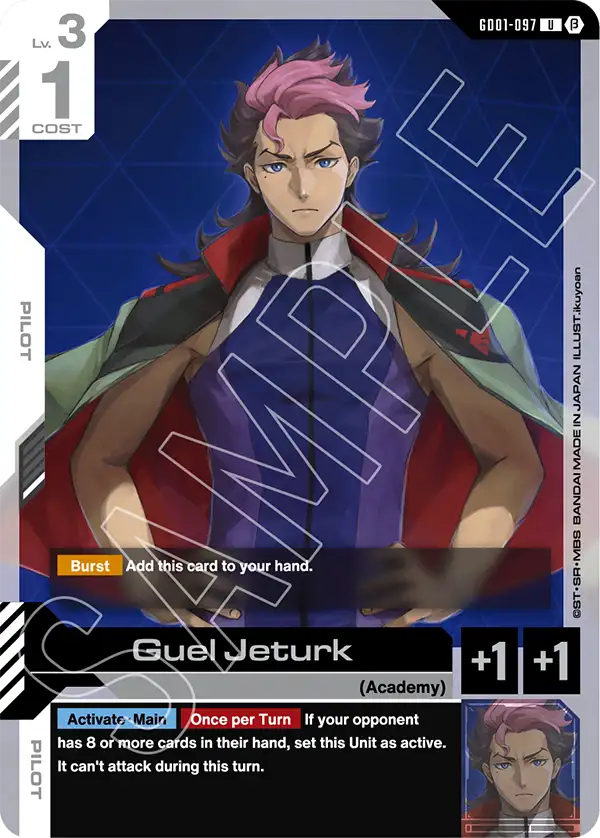 GD01-097 U β
Lv. 3
1
COST
PILOT
SAMPLE
©ST・SR・MBS BANDAI MADE IN JAPAN ILLUST.ikuyoan
Burst Add this card to your hand.
Guel Jeturk
+1 +1
(Academy)
PILOT
Activate･Main Once per Turn If your opponent
has 8 or more cards in their hand, set this Unit as active.
It can't attack during this turn.